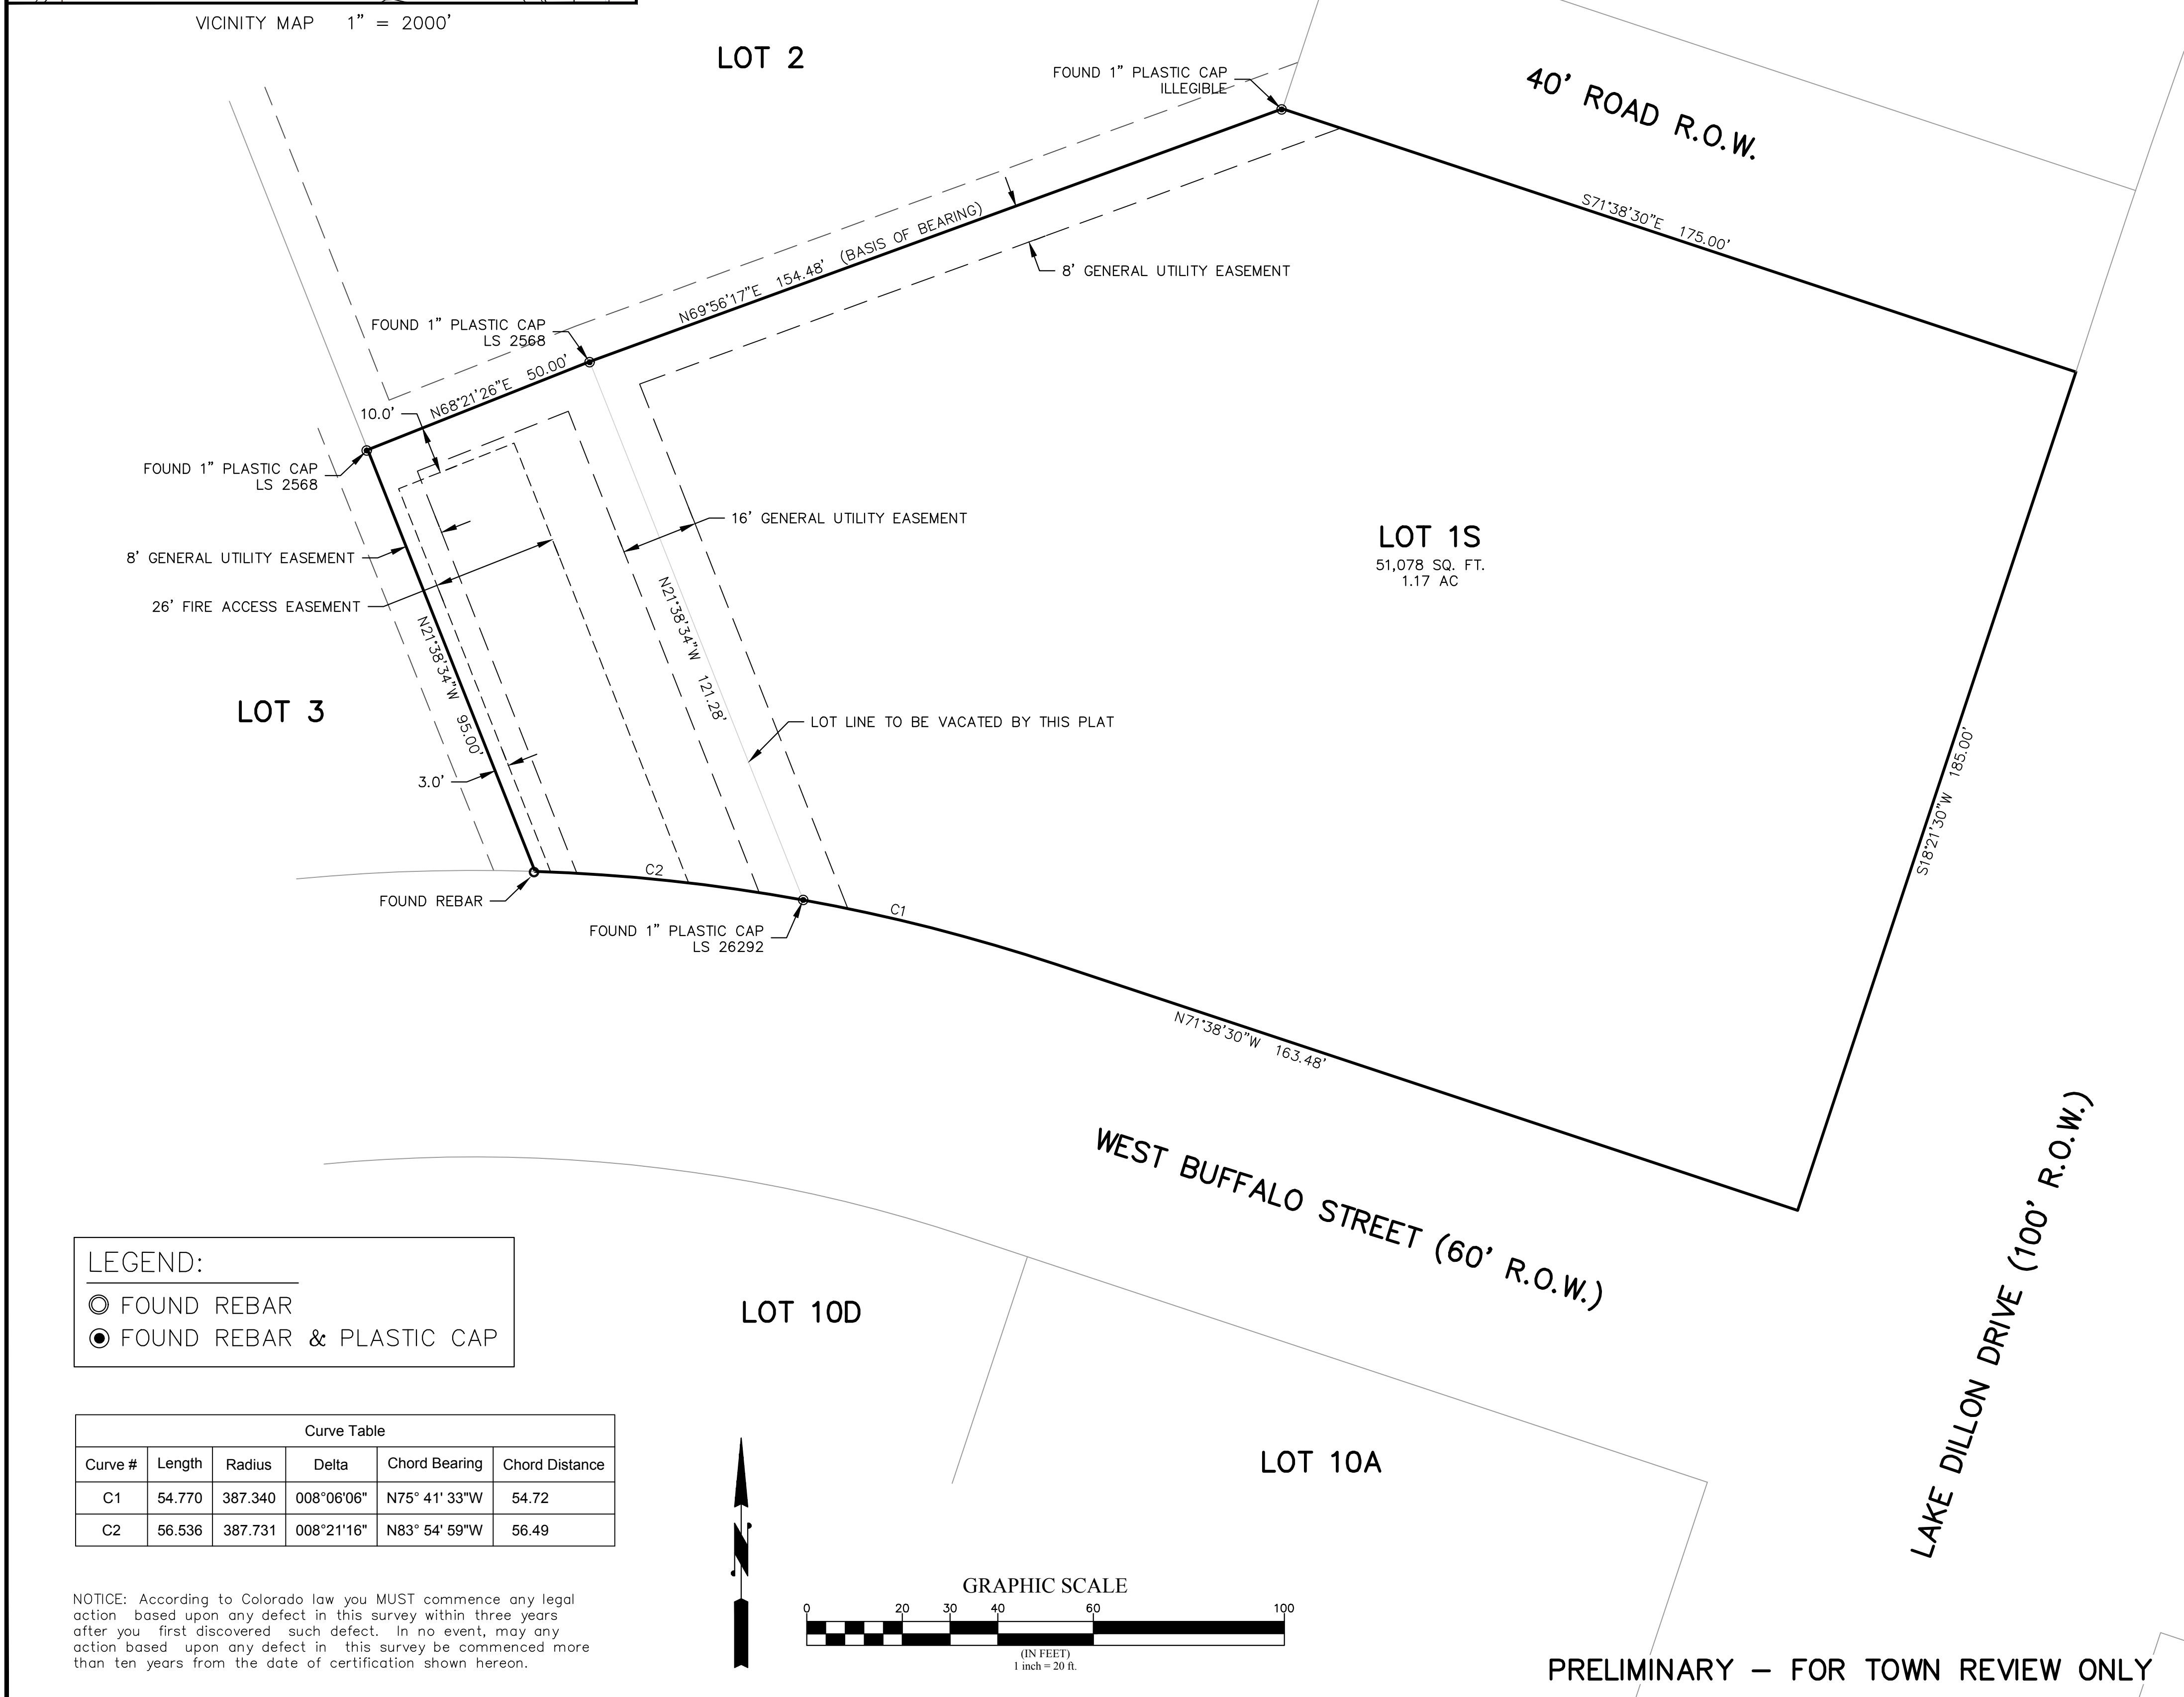 VICINITY MAP 1" = 2000'
LOT 2
FOUND 1" PLASTIC CAP
ILLEGIBLE
40' ROAD R.O.W.
S71°38'30"E 175.00'
N69°56'17"E 154.48' (BASIS OF BEARING)
8' GENERAL UTILITY EASEMENT
FOUND 1" PLASTIC CAP
LS 2568
N68°21'26"E 50.00'
10.0'
FOUND 1" PLASTIC CAP
LS 2568
16' GENERAL UTILITY EASEMENT
LOT 1S
51,078 SQ. FT.
1.17 AC
8' GENERAL UTILITY EASEMENT
26' FIRE ACCESS EASEMENT
N21°38'34"W 95.00'
N21°38'34"W 121.28'
LOT 3
LOT LINE TO BE VACATED BY THIS PLAT
3.0'
S18°21'30"W 185.00'
C2
FOUND REBAR
C1
FOUND 1" PLASTIC CAP
LS 26292
N71°38'30"W 163.48'
WEST BUFFALO STREET (60' R.O.W.)
LAKE DILLON DRIVE (100' R.O.W.)
LEGEND:
FOUND REBAR
FOUND REBAR & PLASTIC CAP
LOT 10D
LOT 10A
Curve Table
Curve # Length Radius Delta Chord Bearing Chord Distance
C1 54.770 387.340 008°06'06" N75° 41' 33"W 54.72
C2 56.536 387.731 008°21'16" N83° 54' 59"W 56.49
NOTICE: According to Colorado law you MUST commence any legal
action based upon any defect in this survey within three years
after you first discovered such defect. In no event, may any
action based upon any defect in this survey be commenced more
than ten years from the date of certification shown hereon.
N
GRAPHIC SCALE
0 20 30 40 60 100
(IN FEET)
1 inch = 20 ft.
PRELIMINARY – FOR TOWN REVIEW ONLY